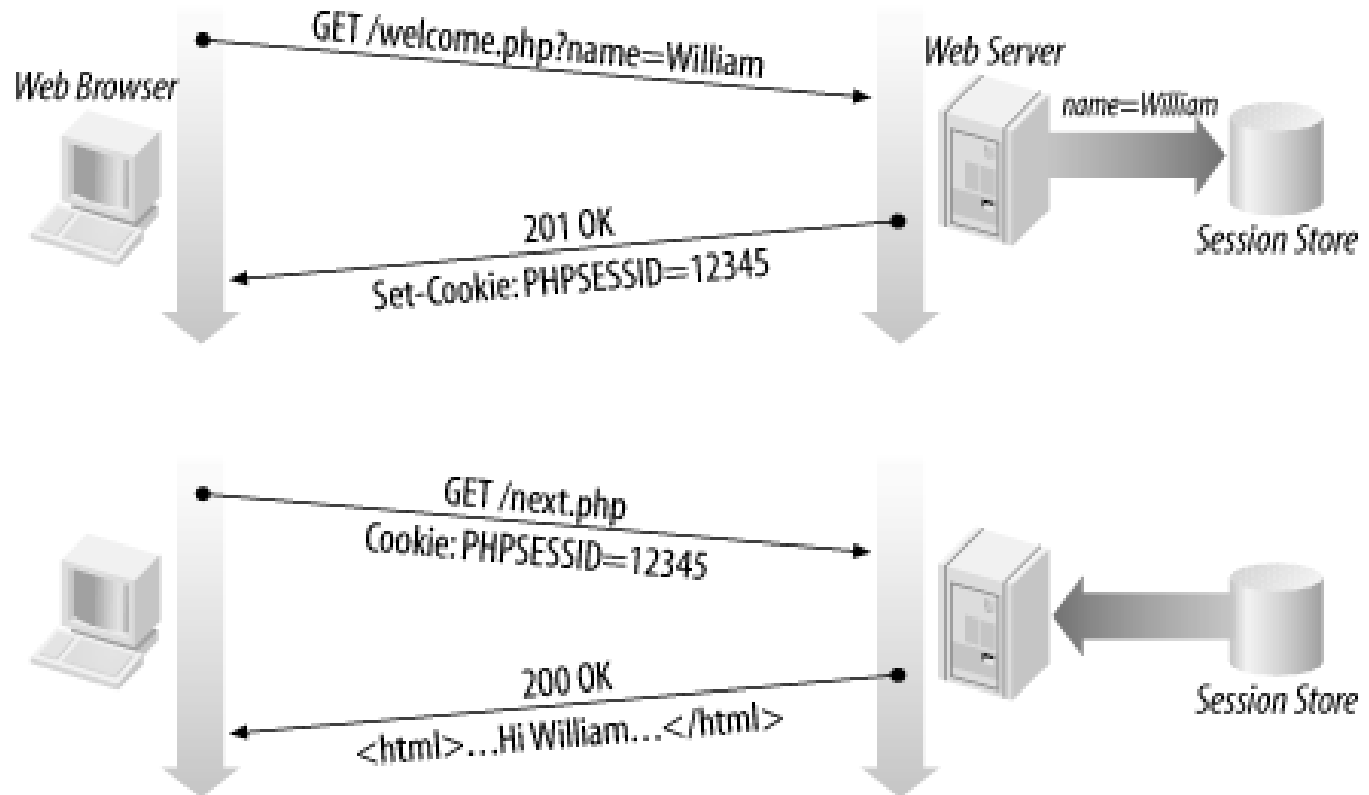 GET /welcome.php?name=William
Web Browser
Web Server
name=William
201 OK
Set-Cookie: PHPSESSID=12345
Session Store
GET /next.php
Cookie: PHPSESSID=12345
200 OK
<html>...Hi William...</html>
Session Store